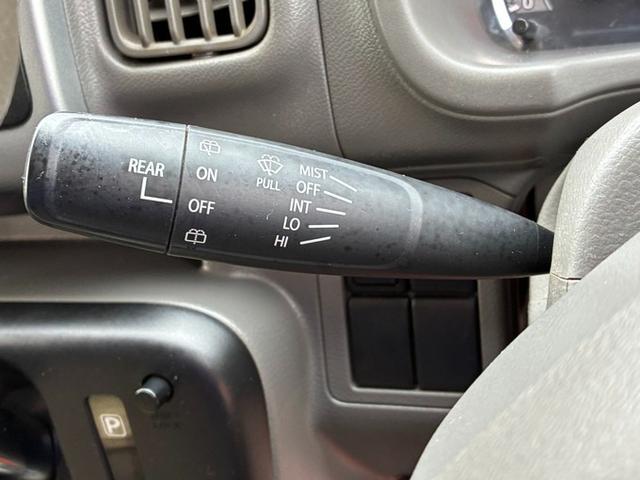 REAR
ON
OFF
PULL
MIST
OFF
INT
LO
HI
P